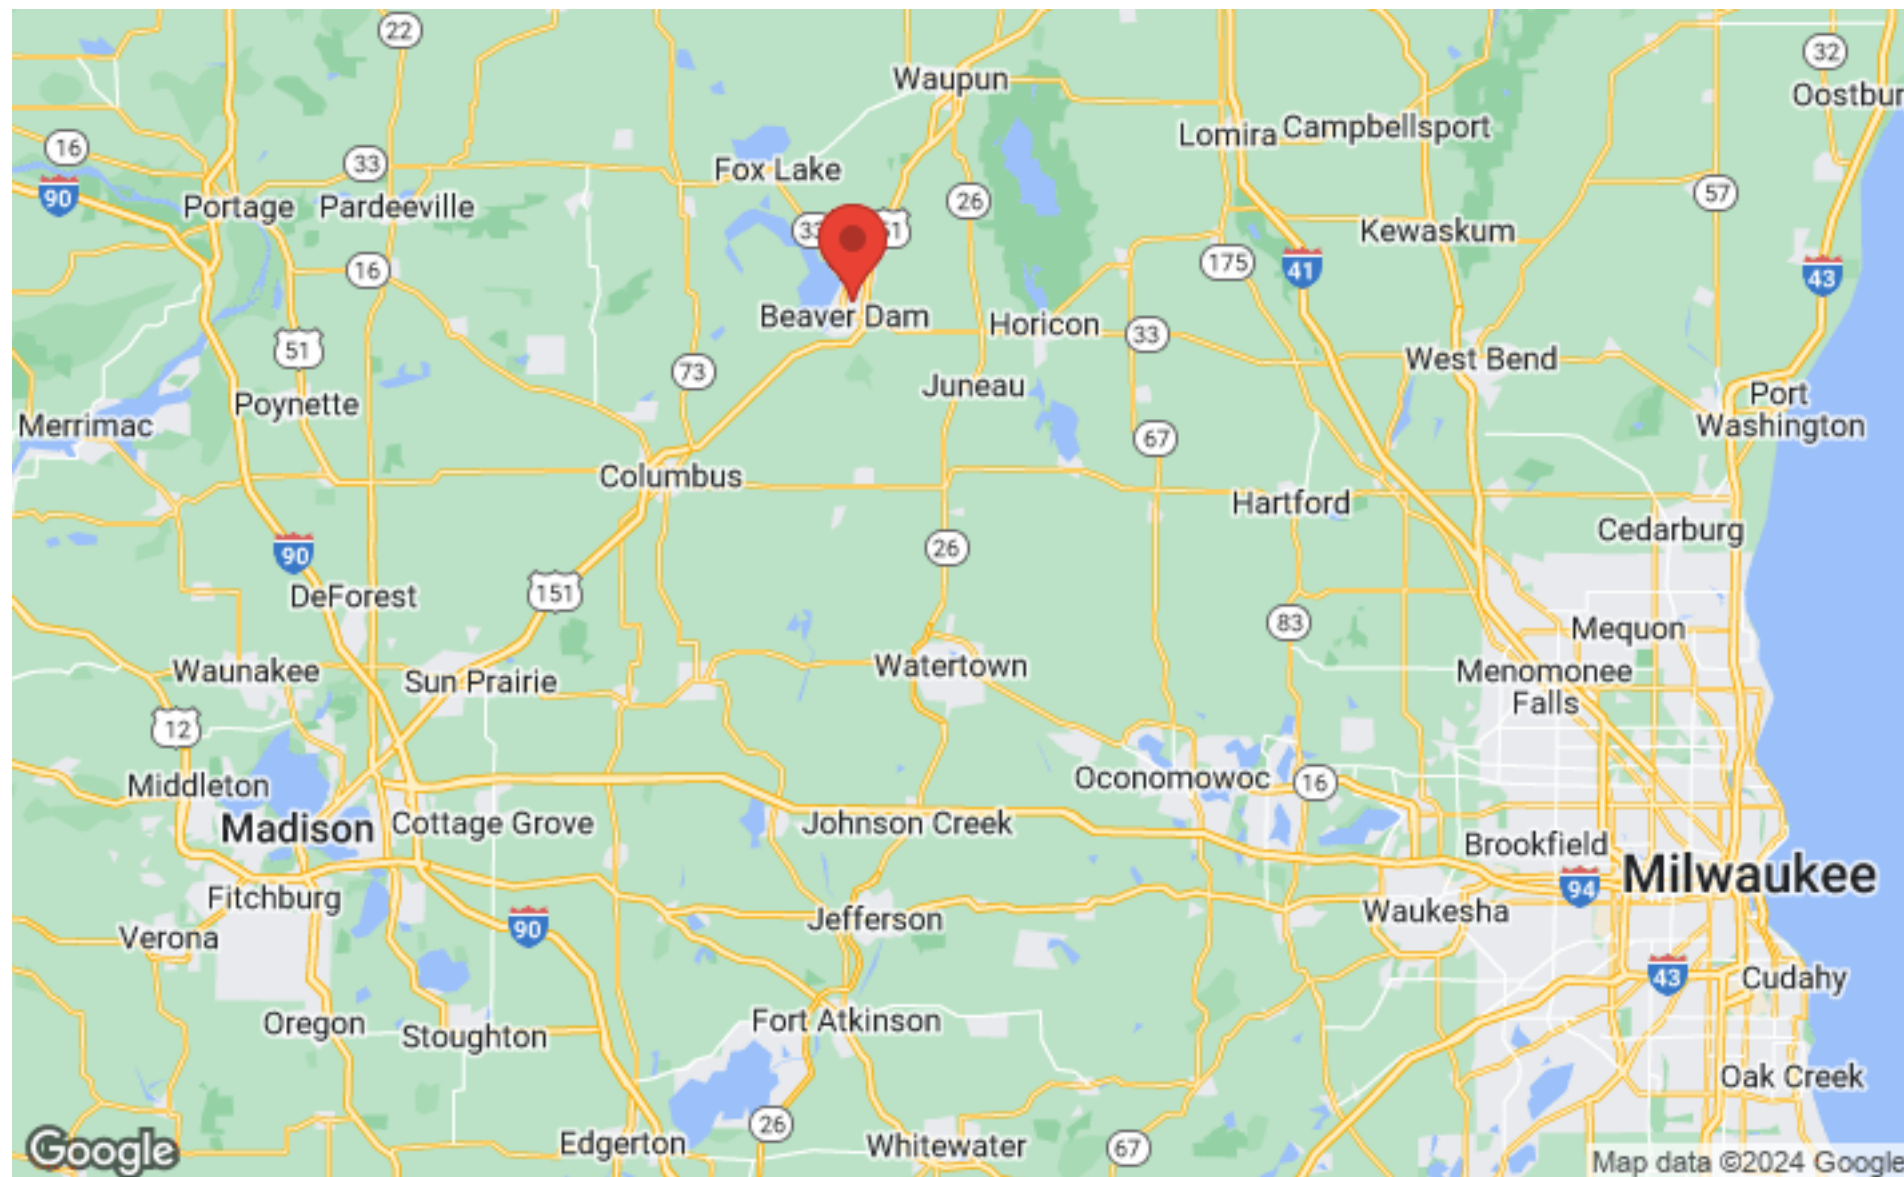 22
Waupun
32
Oostbur
Lomira
Campbellsport
16
33
Fox Lake
57
90
Portage
Pardeeville
26
33
51
Kewaskum
16
175
41
43
Beaver Dam
Horicon
33
51
West Bend
73
Juneau
Port
Washington
Poynette
Merrimac
67
Columbus
Hartford
Cedarburg
26
90
DeForest
151
83
Mequon
Waunakee
Sun Prairie
Watertown
Menomonee
Falls
12
Middleton
Oconomowoc
16
Madison
Cottage Grove
Johnson Creek
Brookfield
Milwaukee
94
Fitchburg
Waukesha
Jefferson
90
Verona
43
Cudahy
Oregon
Stoughton
Fort Atkinson
Oak Creek
26
Edgerton
Whitewater
67
Google
Map data ©2024 Google